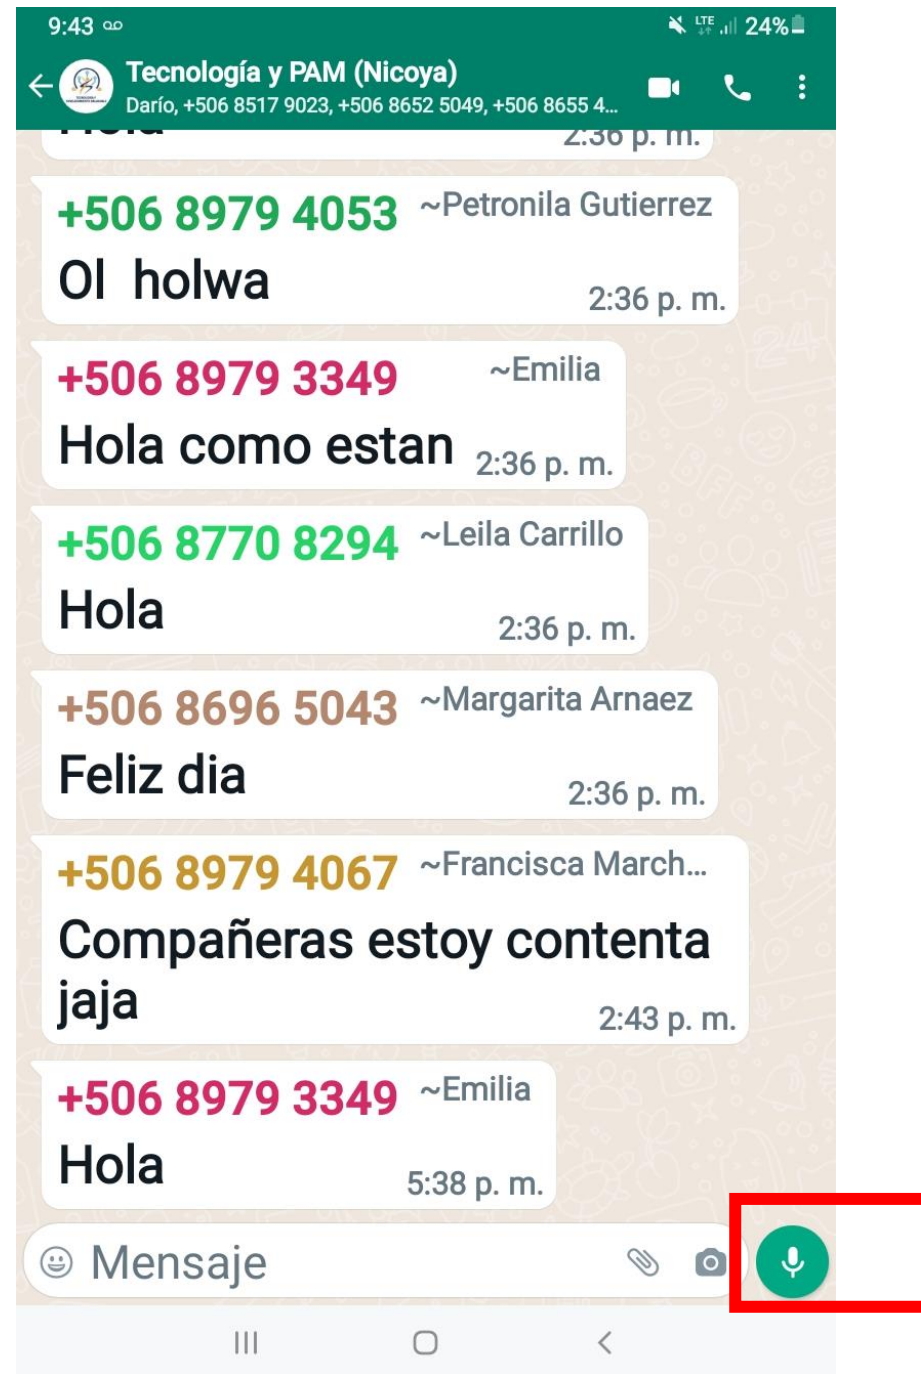 9:43
LTE 24%
Tecnología y PAM (Nicoya)
Darío, +506 8517 9023, +506 8652 5049, +506 8655 4...
Hola
2:36 p. m.
+506 8979 4053 ~Petronila Gutierrez
Ol holwa
2:36 p. m.
+506 8979 3349 ~Emilia
Hola como estan 2:36 p. m.
+506 8770 8294 ~Leila Carrillo
Hola
2:36 p. m.
+506 8696 5043 ~Margarita Arnaez
Feliz dia
2:36 p. m.
+506 8979 4067 ~Francisca March...
Compañeras estoy contenta
jaja
2:43 p. m.
+506 8979 3349 ~Emilia
Hola
5:38 p. m.
Mensaje